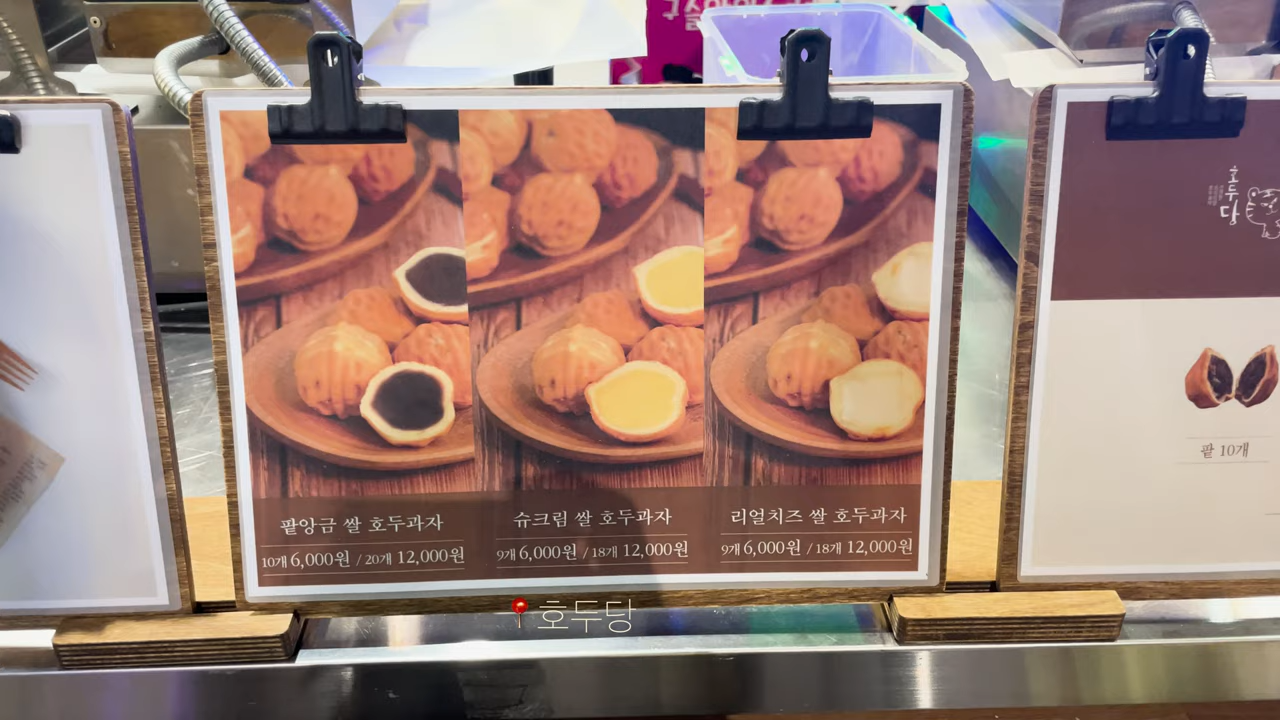 팥앙금 쌀 호두과자
10개 6,000원 / 20개 12,000원
슈크림 쌀 호두과자
9개 6,000원 / 18개 12,000원
리얼치즈 쌀 호두과자
9개 6,000원 / 18개 12,000원
호두당
팥 10개
호두당